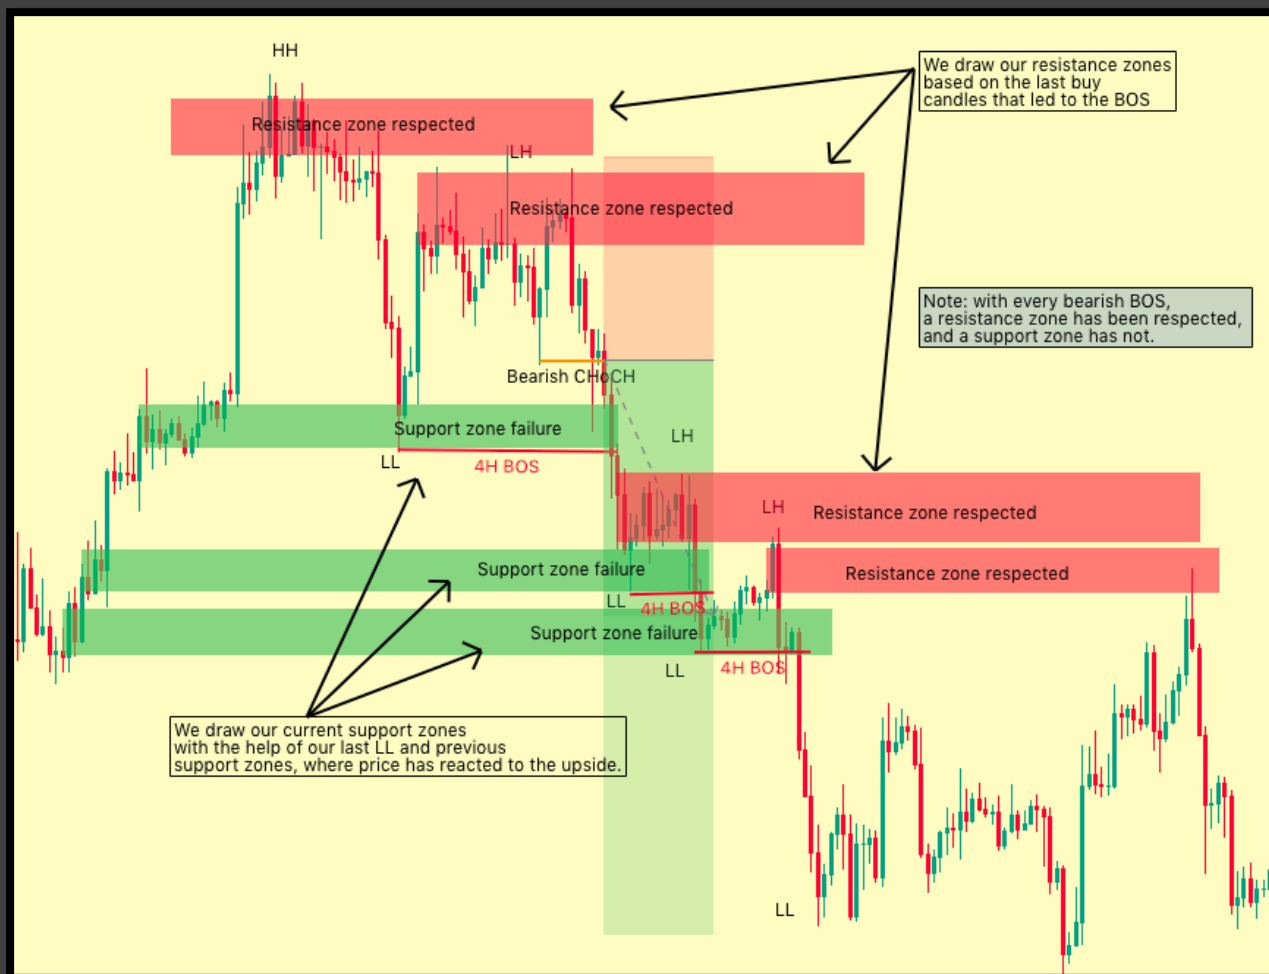 HH
We draw our resistance zones
based on the last buy
candles that led to the BOS
Resistance zone respected
LH
Resistance zone respected
Note: with every bearish BOS,
a resistance zone has been respected,
and a support zone has not.
Bearish CHoCH
Support zone failure
LH
LL
4H BOS
LH
Resistance zone respected
Support zone failure
Resistance zone respected
LL
4H BOS
Support zone failure
LL
4H BOS
We draw our current support zones
with the help of our last LL and previous
support zones, where price has reacted to the upside.
LL